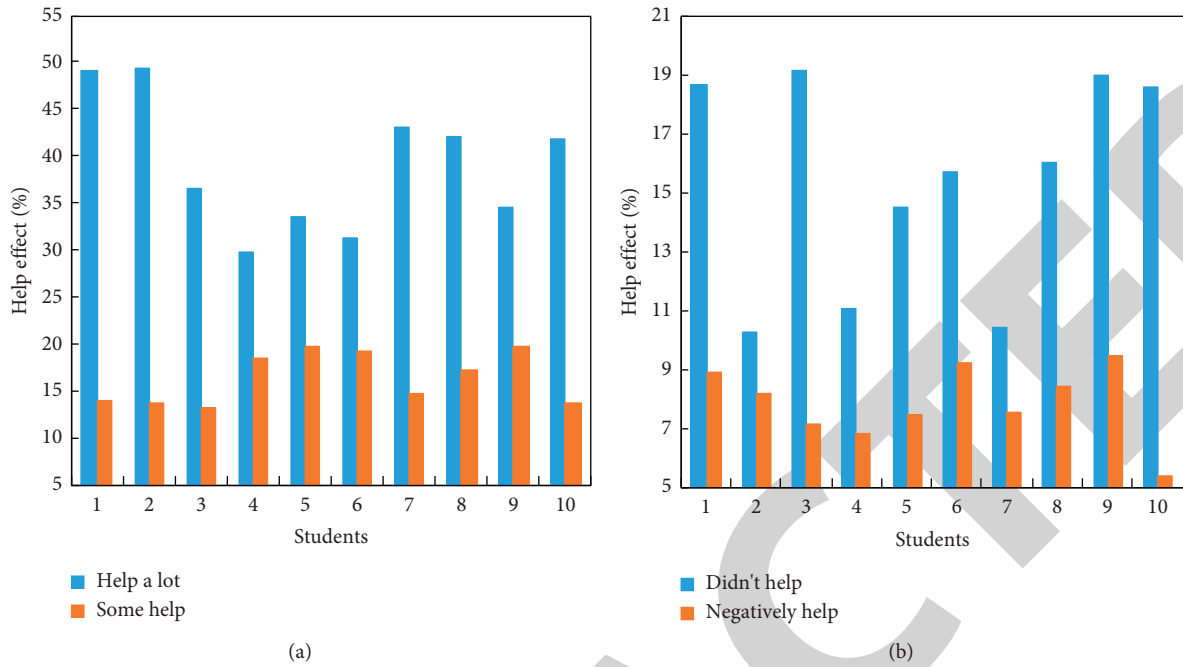 55
50
45
40
35
30
25
20
15
10
5
Help effect (%)
1 2 3 4 5 6 7 8 9 10
Students
Help a lot
Some help
(a)
21
19
17
15
13
11
9
7
5
Help effect (%)
1 2 3 4 5 6 7 8 9 10
Students
Didn't help
Negatively help
(b)